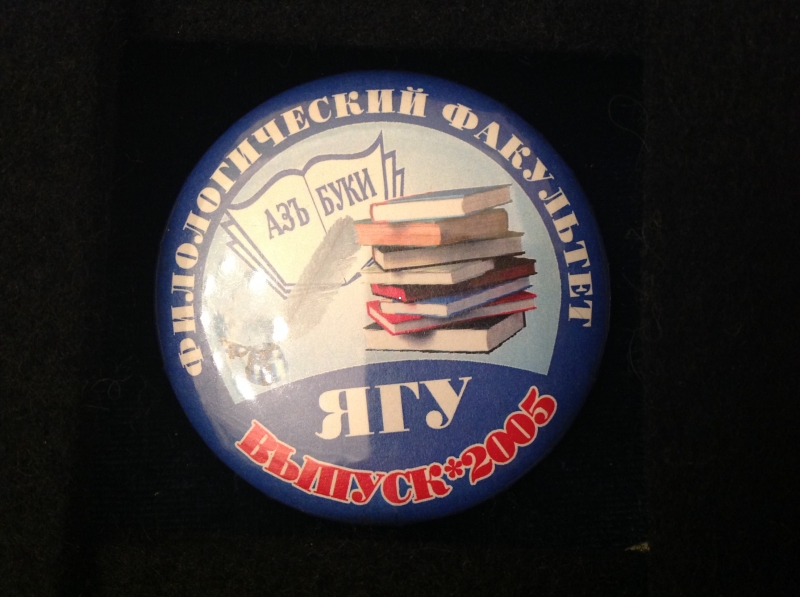 ФИЛОЛОГИЧЕСКИЙ ФАКУЛЬТЕТ
АЗЪ БУКИ
ЯГУ
ВЫПУСК*2005